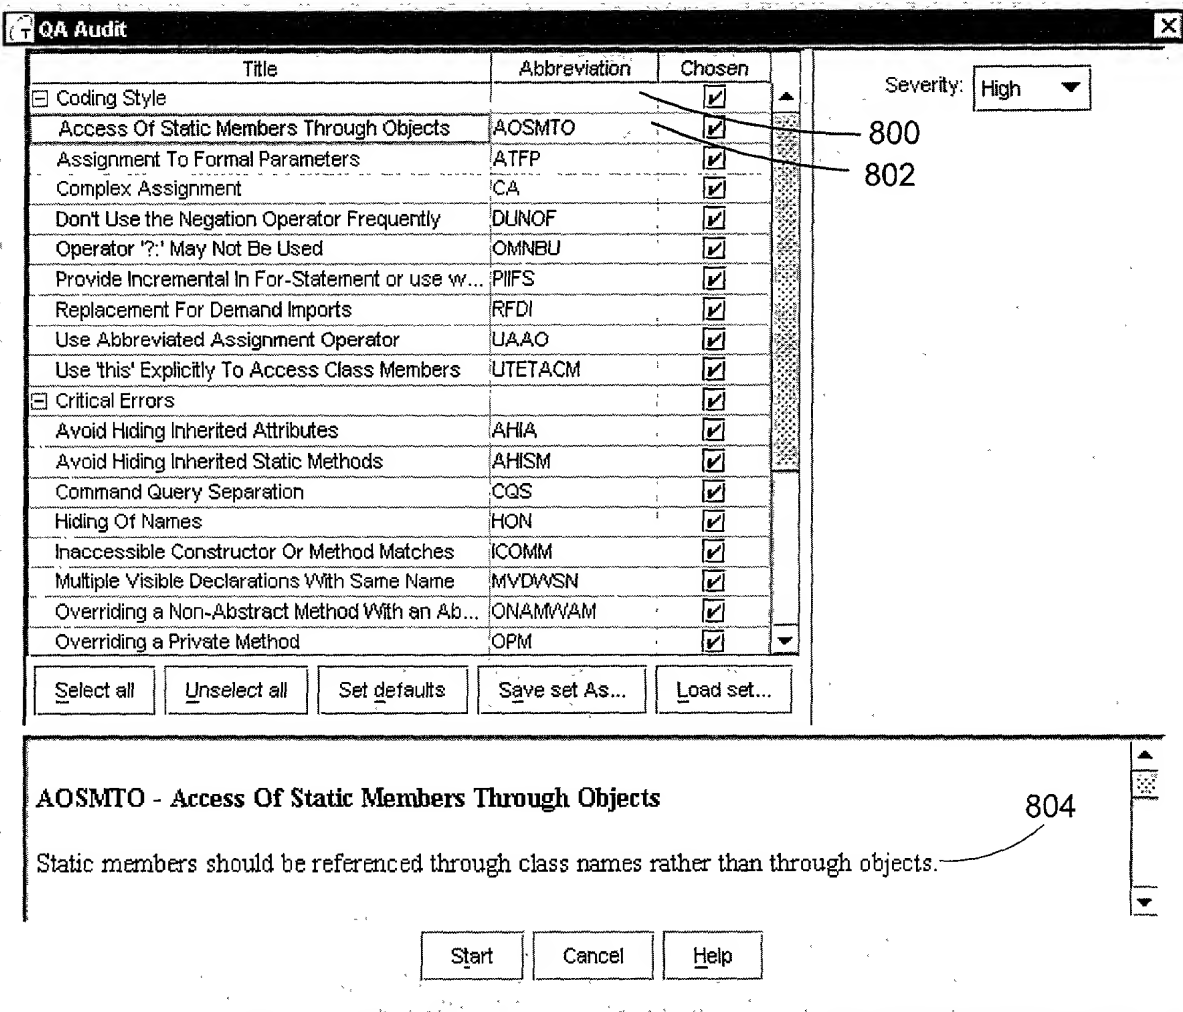 QA Audit
Title Abbreviation Chosen
Severity: High
Coding Style
800
Access Of Static Members Through Objects AOSMTO
802
Assignment To Formal Parameters ATFP
Complex Assignment CA
Don't Use the Negation Operator Frequently DUNOF
Operator '?:' May Not Be Used OMNBU
Provide Incremental In For-Statement or use w... PIIFS
Replacement For Demand Imports RFDI
Use Abbreviated Assignment Operator UAAO
Use 'this' Explicitly To Access Class Members UTETACM
Critical Errors
Avoid Hiding Inherited Attributes AHIA
Avoid Hiding Inherited Static Methods AHISM
Command Query Separation CQS
Hiding Of Names HON
Inaccessible Constructor Or Method Matches ICOMM
Multiple Visible Declarations With Same Name MVDWSN
Overriding a Non-Abstract Method With an Ab... ONAMWAM
Overriding a Private Method OPM
Select all Unselect all Set defaults Save set As... Load set...
AOSMTO - Access Of Static Members Through Objects
804
Static members should be referenced through class names rather than through objects.
Start Cancel Help